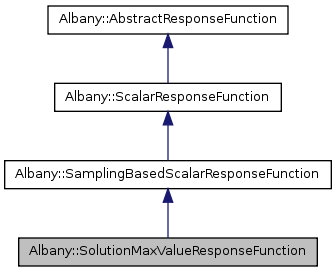 Albany::AbstractResponseFunction
Albany::ScalarResponseFunction
Albany::SamplingBasedScalarResponseFunction
Albany::SolutionMaxValueResponseFunction